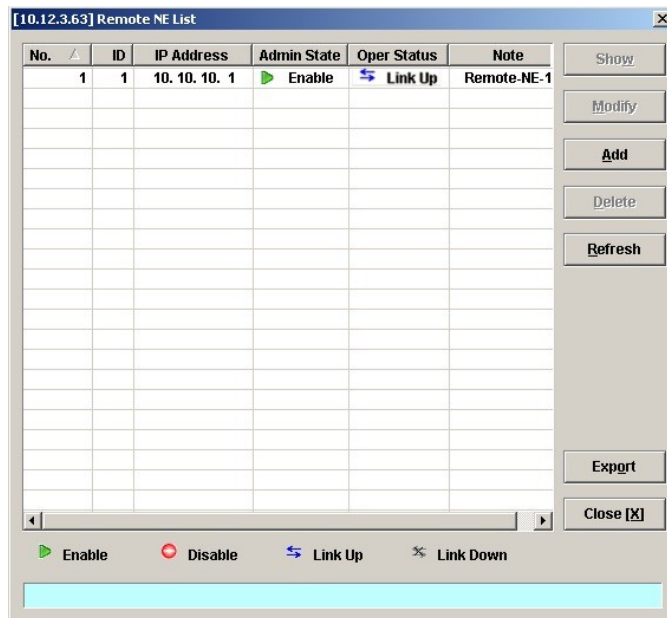 [10.12.3.63] Remote NE List
No. ID IP Address Admin State Oper Status Note
1 1 10. 10. 10. 1 Enable Link Up Remote-NE-1
Show
Modify
Add
Delete
Refresh
Export
Close [X]
Enable Disable Link Up Link Down